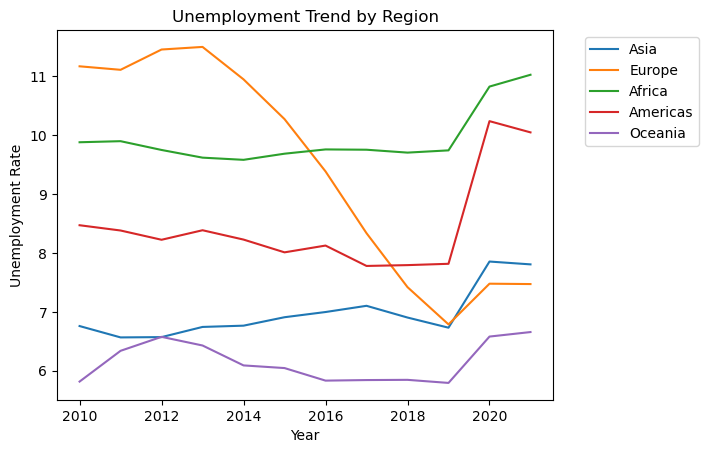 Unemployment Trend by Region
Unemployment Rate
11
10
9
8
7
6
2010 2012 2014 2016 2018 2020
Year
Asia
Europe
Africa
Americas
Oceania